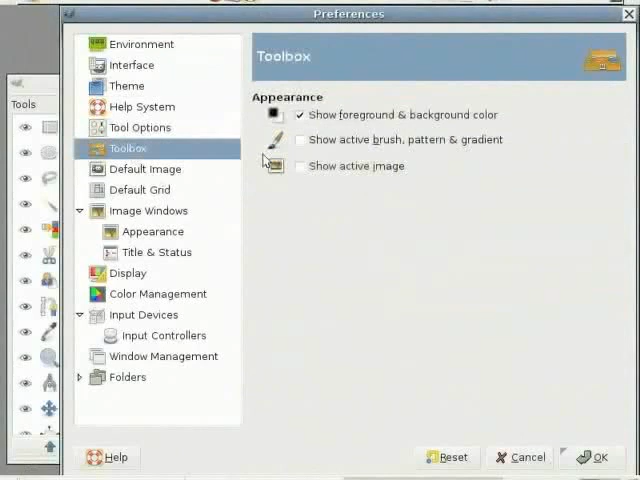 Preferences
Tools
Environment
Interface
Theme
Help System
Tool Options
Toolbox
Default Image
Default Grid
Image Windows
Appearance
Title & Status
Display
Color Management
Input Devices
Input Controllers
Window Management
Folders
Toolbox
Appearance
Show foreground & background color
Show active brush, pattern & gradient
Show active image
Help
Reset
Cancel
OK